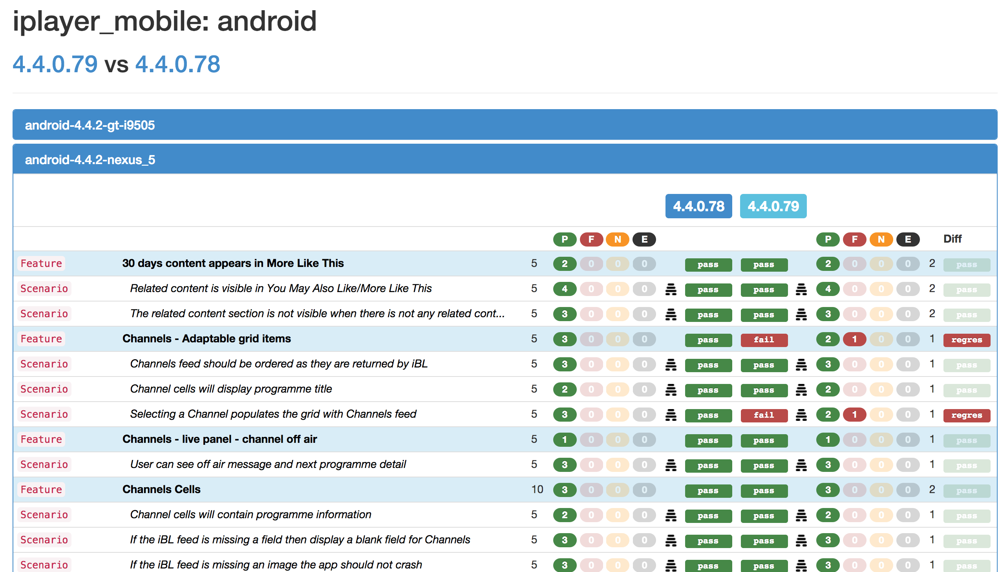 iplayer_mobile: android
4.4.0.79 vs 4.4.0.78
android-4.4.2-gt-i9505
android-4.4.2-nexus_5
4.4.0.78 4.4.0.79
P F N E P F N E Diff
Feature 30 days content appears in More Like This 5 2 0 0 0 pass pass 2 0 0 0 2 pass
Scenario Related content is visible in You May Also Like/More Like This 5 4 0 0 0 pass pass 4 0 0 0 2 pass
Scenario The related content section is not visible when there is not any related cont... 5 3 0 0 0 pass pass 3 0 0 0 2 pass
Feature Channels - Adaptable grid items 5 3 0 0 0 pass fail 2 1 0 0 1 regres
Scenario Channels feed should be ordered as they are returned by iBL 5 3 0 0 0 pass pass 3 0 0 0 1 pass
Scenario Channel cells will display programme title 5 2 0 0 0 pass pass 2 0 0 0 1 pass
Scenario Selecting a Channel populates the grid with Channels feed 5 3 0 0 0 pass fail 2 1 0 0 1 regres
Feature Channels - live panel - channel off air 5 1 0 0 0 pass pass 1 0 0 0 1 pass
Scenario User can see off air message and next programme detail 5 3 0 0 0 pass pass 3 0 0 0 1 pass
Feature Channels Cells 10 3 0 0 0 pass pass 3 0 0 0 2 pass
Scenario Channel cells will contain programme information 5 2 0 0 0 pass pass 2 0 0 0 1 pass
Scenario If the iBL feed is missing a field then display a blank field for Channels 5 3 0 0 0 pass pass 3 0 0 0 1 pass
Scenario If the iBL feed is missing an image the app should not crash 5 3 0 0 0 pass pass 3 0 0 0 1 pass